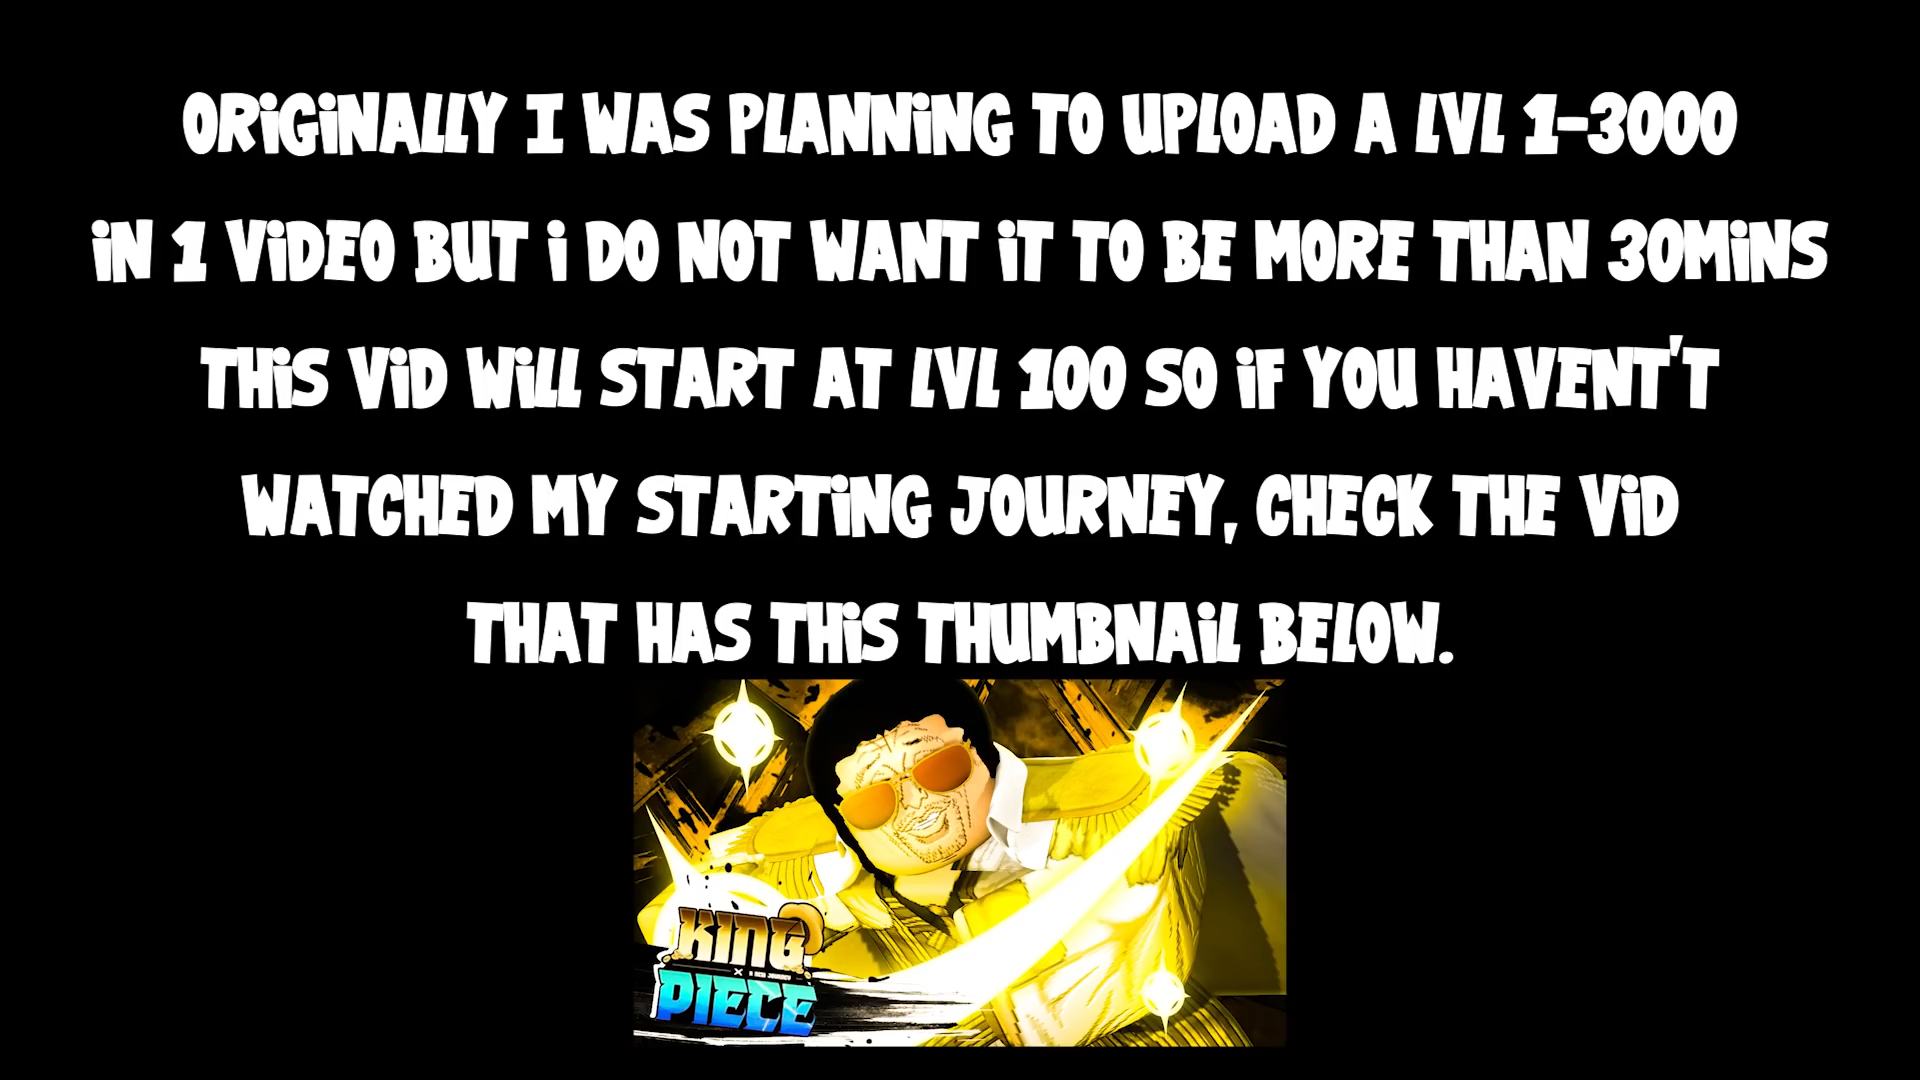 ORiGiNALLY I WAS PLANNiNG TO UPLOAD A LVL 1-3000
iN 1 ViDEO BUT i DO NOT WANT iT TO BE MORE THAN 30MiNS
THiS ViD WiLL START AT LVL 100 SO iF YOU HAVENT'T
WATCHED MY STARTiNG JOURNEY, CHECK THE ViD
THAT HAS THiS THUMBNAiL BELOW.
KING
PIECE